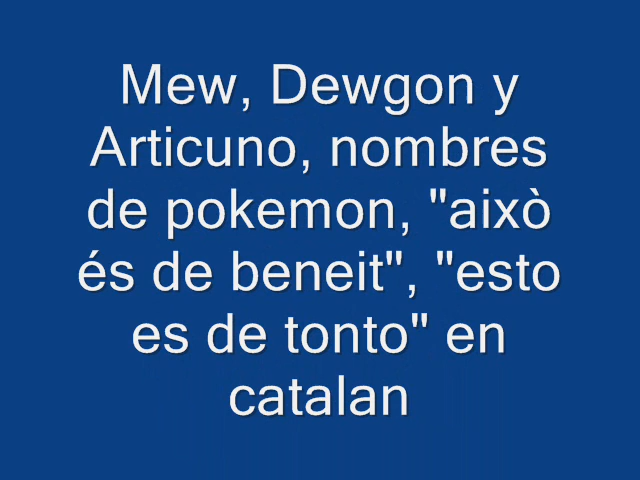 Mew, Dewgon y
Articuno, nombres
de pokemon, "això
és de beneit", "esto
es de tonto" en
catalan